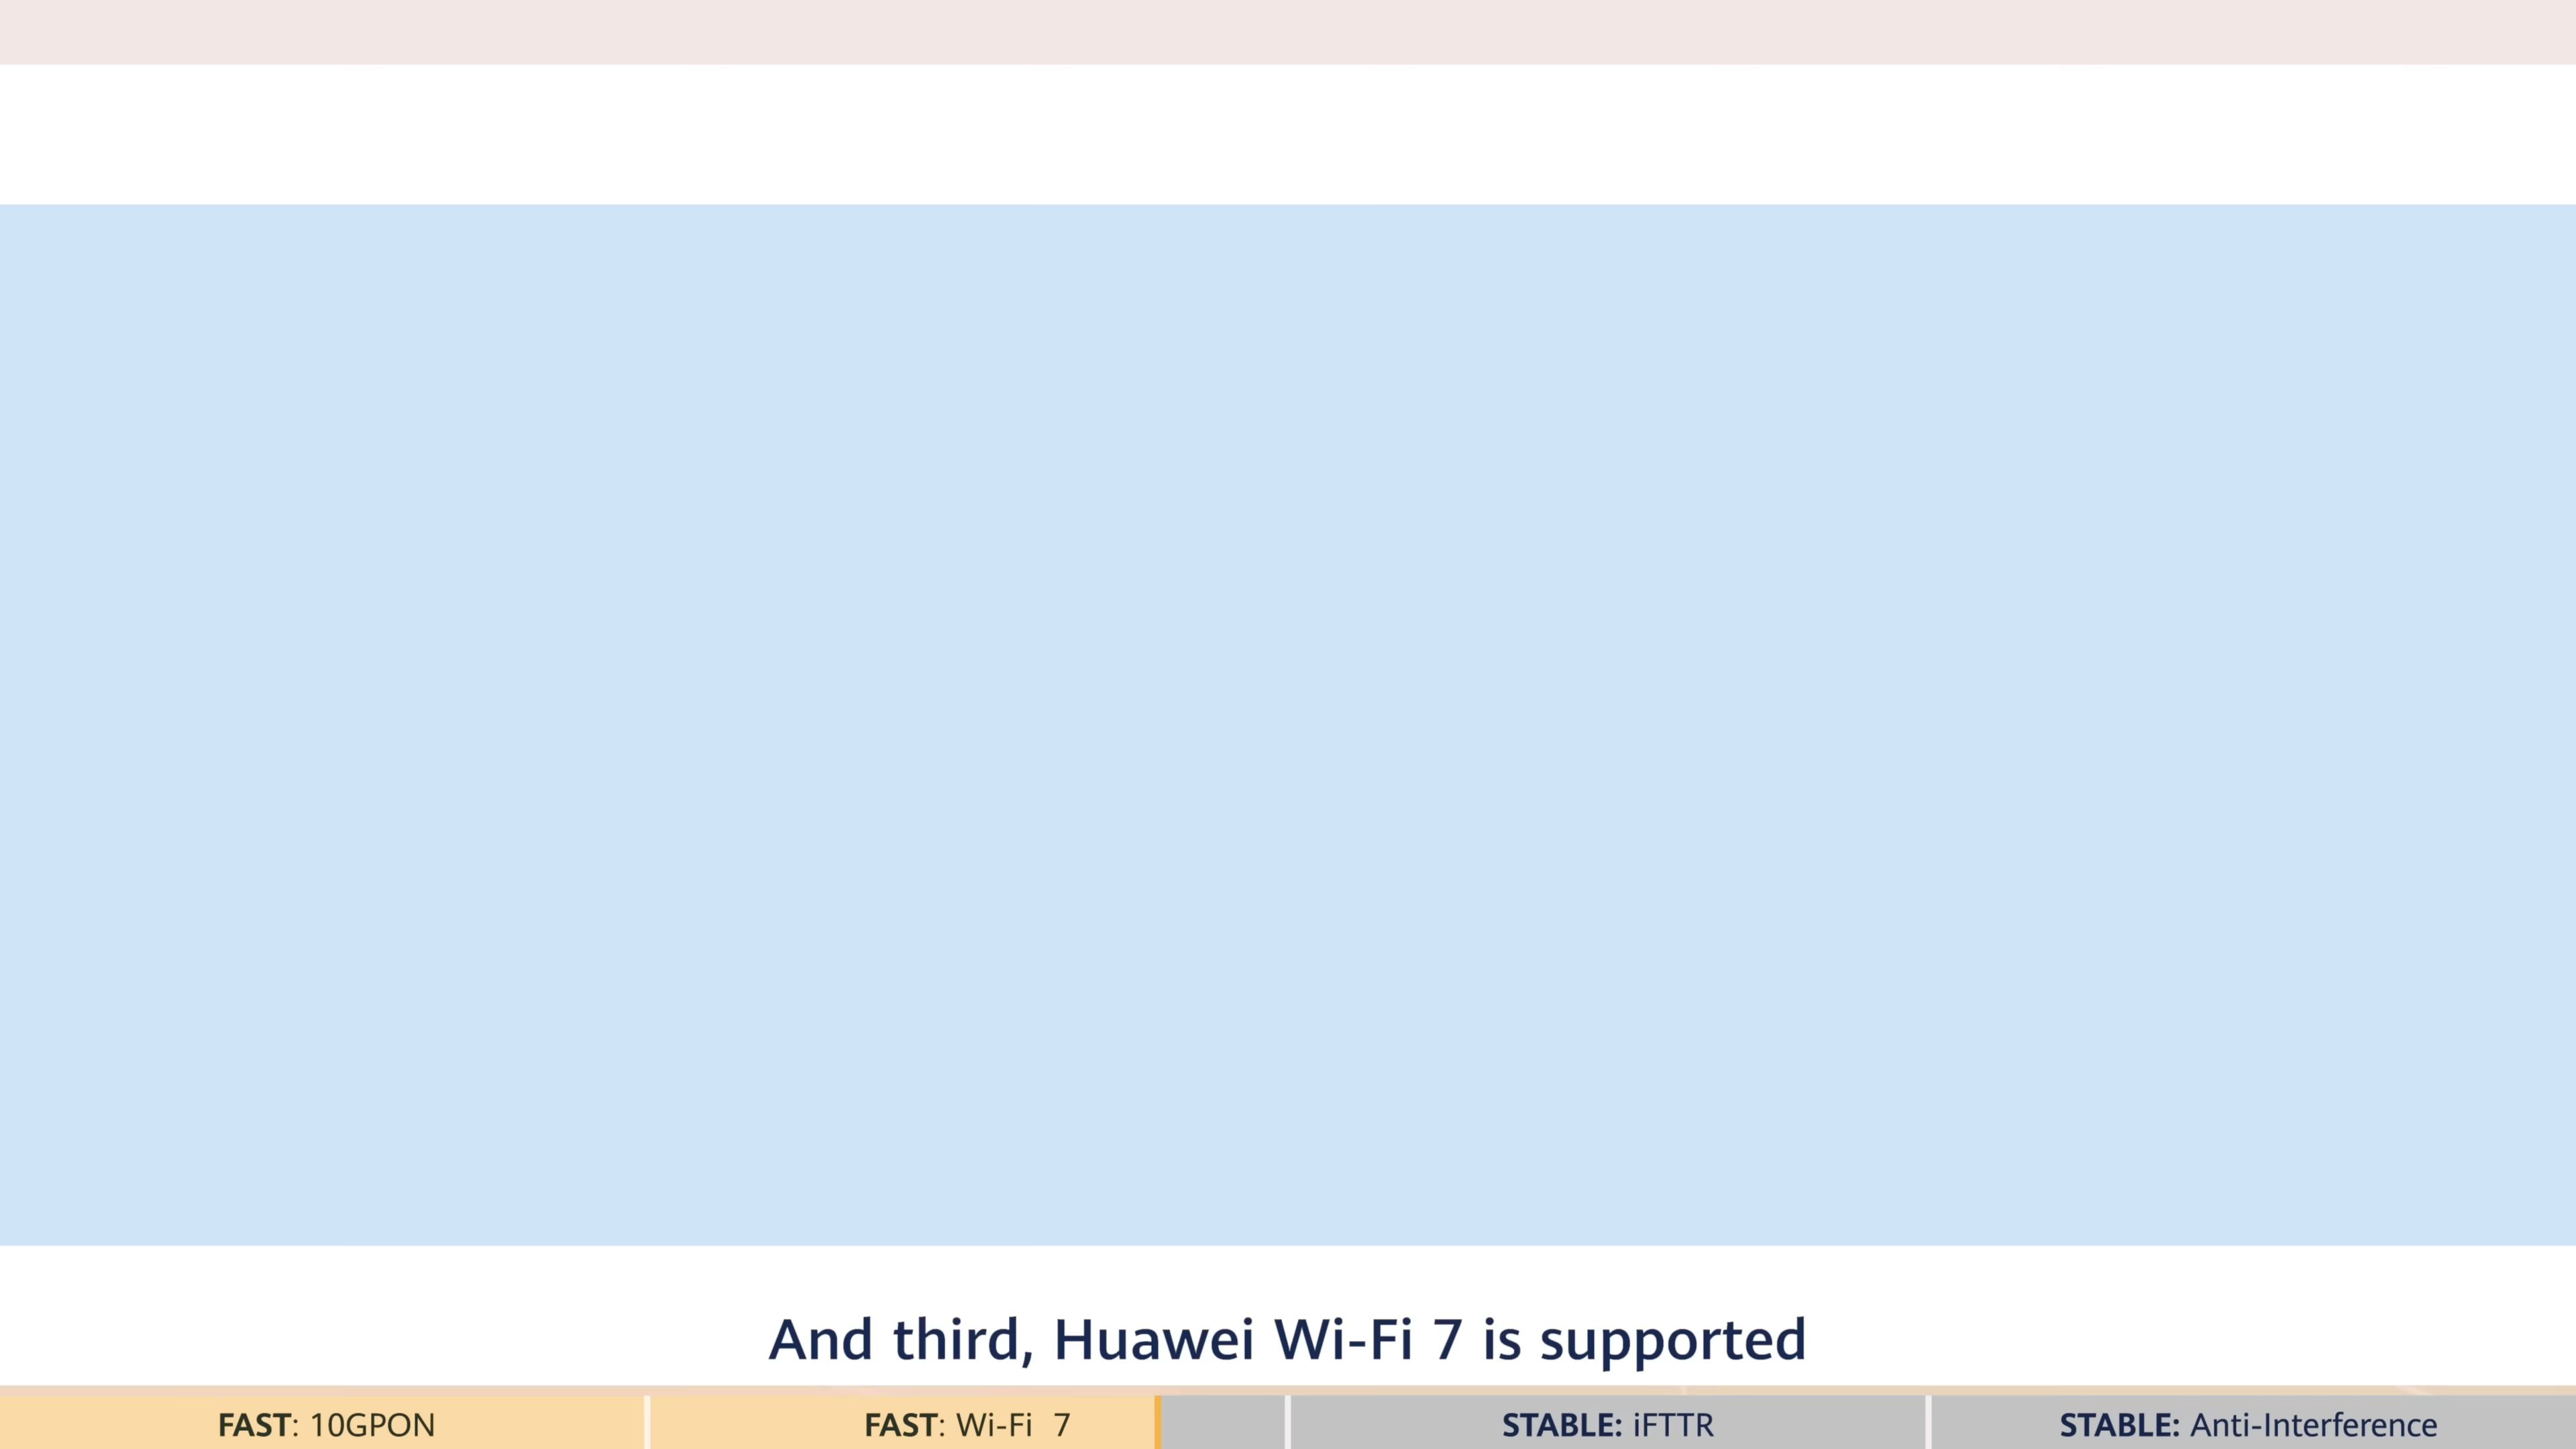 And third, Huawei Wi-Fi 7 is supported
FAST: 10GPON
FAST: Wi-Fi 7
STABLE: iFTTR
STABLE: Anti-Interference